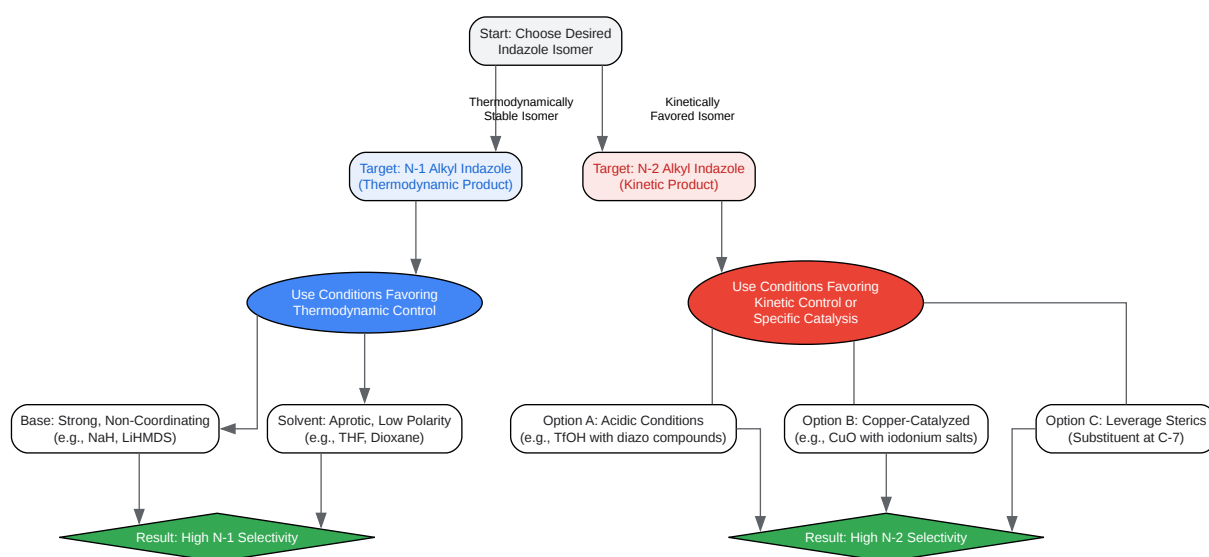 Start: Choose Desired
Indazole Isomer
Thermodynamically
Stable Isomer
Kinetically
Favored Isomer
Target: N-1 Alkyl Indazole
(Thermodynamic Product)
Target: N-2 Alkyl Indazole
(Kinetic Product)
Use Conditions Favoring
Thermodynamic Control
Use Conditions Favoring
Kinetic Control or
Specific Catalysis
Base: Strong, Non-Coordinating
(e.g., NaH, LiHMDS)
Solvent: Aprotic, Low Polarity
(e.g., THF, Dioxane)
Option A: Acidic Conditions
(e.g., TfOH with diazo compounds)
Option B: Copper-Catalyzed
(e.g., CuO with iodonium salts)
Option C: Leverage Sterics
(Substituent at C-7)
Result: High N-1 Selectivity
Result: High N-2 Selectivity